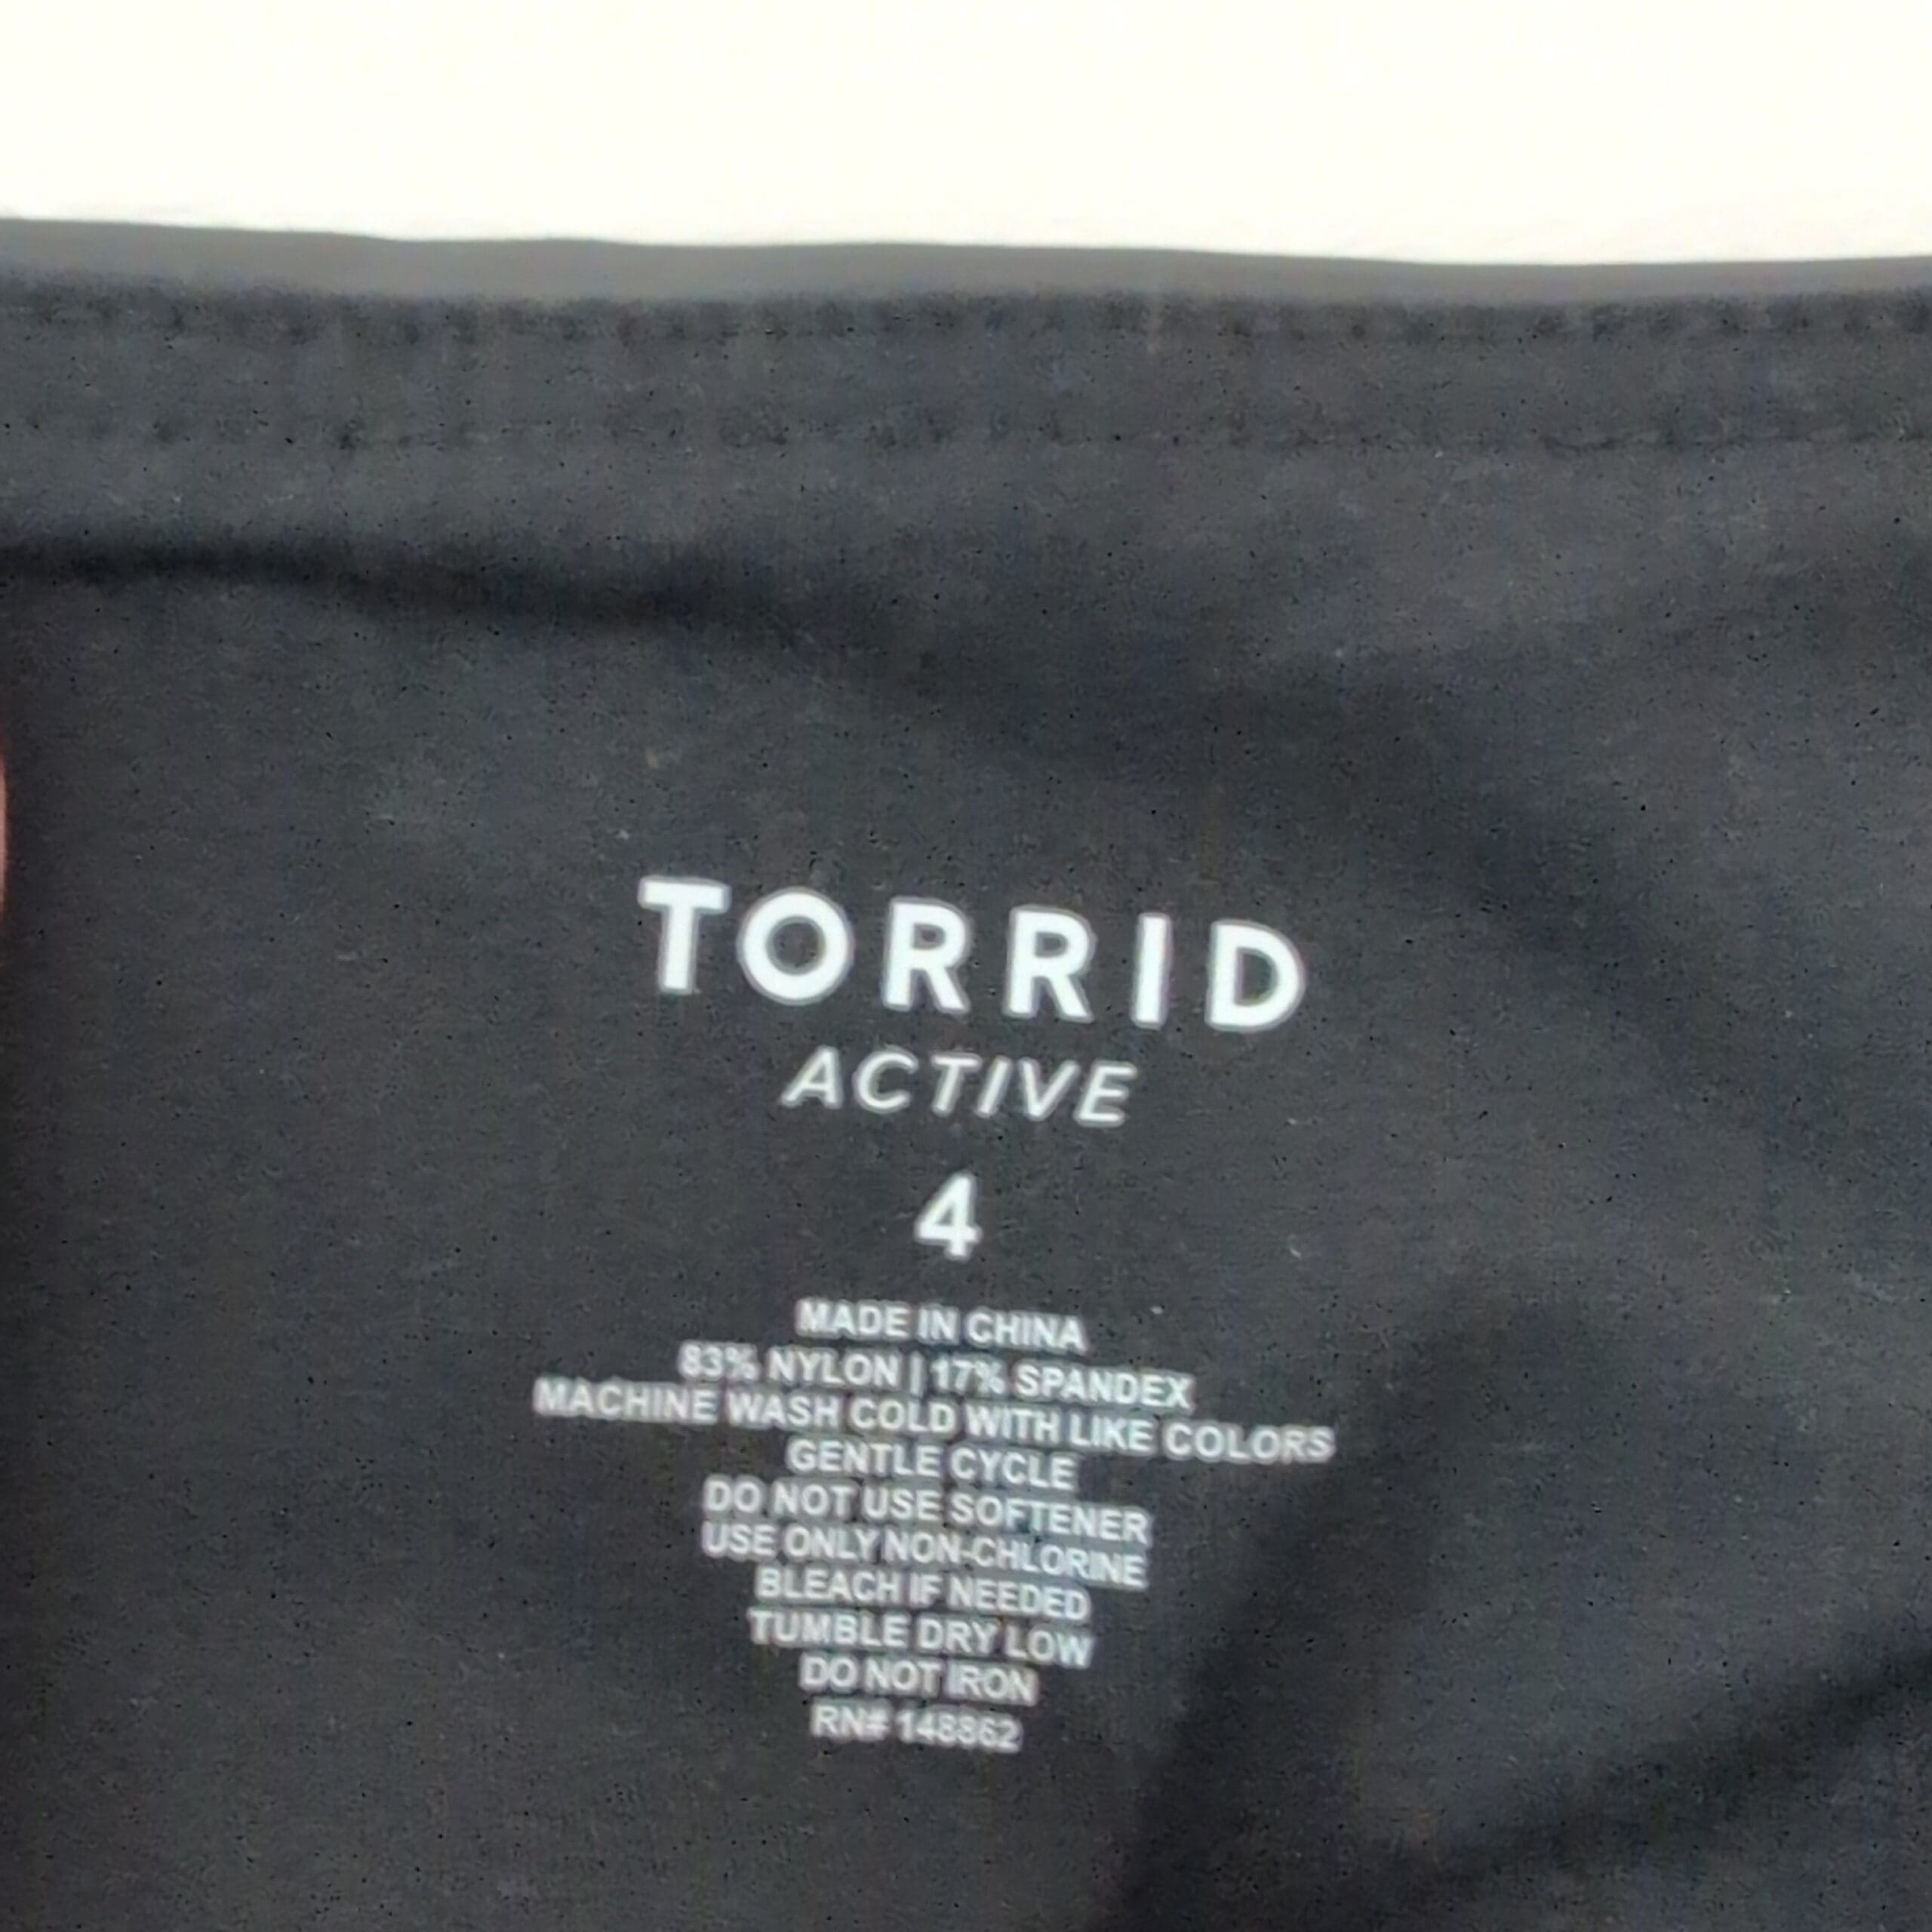 TORRID
ACTIVE
4
MADE IN CHINA
83% NYLON | 17% SPANDEX
MACHINE WASH COLD WITH LIKE COLORS
GENTLE CYCLE
DO NOT USE SOFTENER
USE ONLY NON-CHLORINE
BLEACH IF NEEDED
TUMBLE DRY LOW
DO NOT IRON
RN# 148862